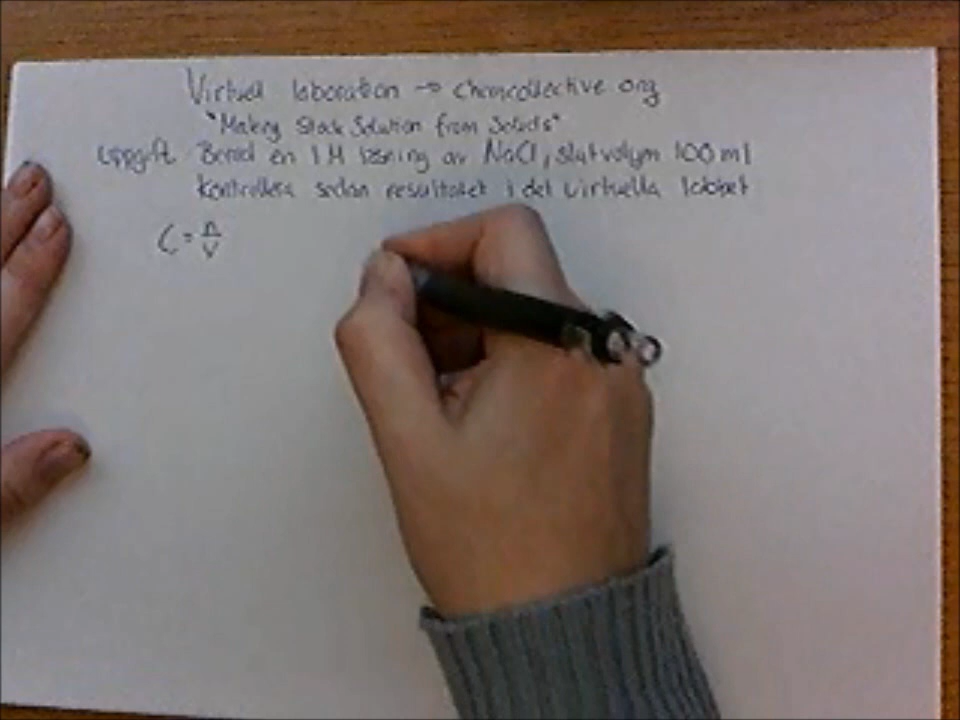 Virtuell laboration → chemcollective.org
"Making Stock Solution from Solids"
Uppgift Bered en 1 M lösning av NaCl, slutvolym 100 ml
Kontrollera sedan resultatet i det virtuella labbet
C = n/V